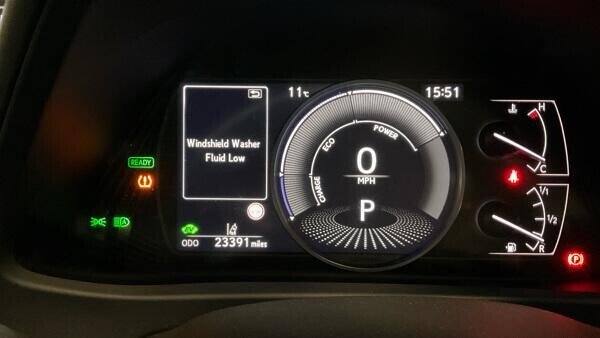 11°C
15:51
Windshield Washer
Fluid Low
READY
CHARGE
ECO
POWER
0
MPH
P
H
C
1/1
1/2
R
EV
ODO 23391 miles
A
(P)